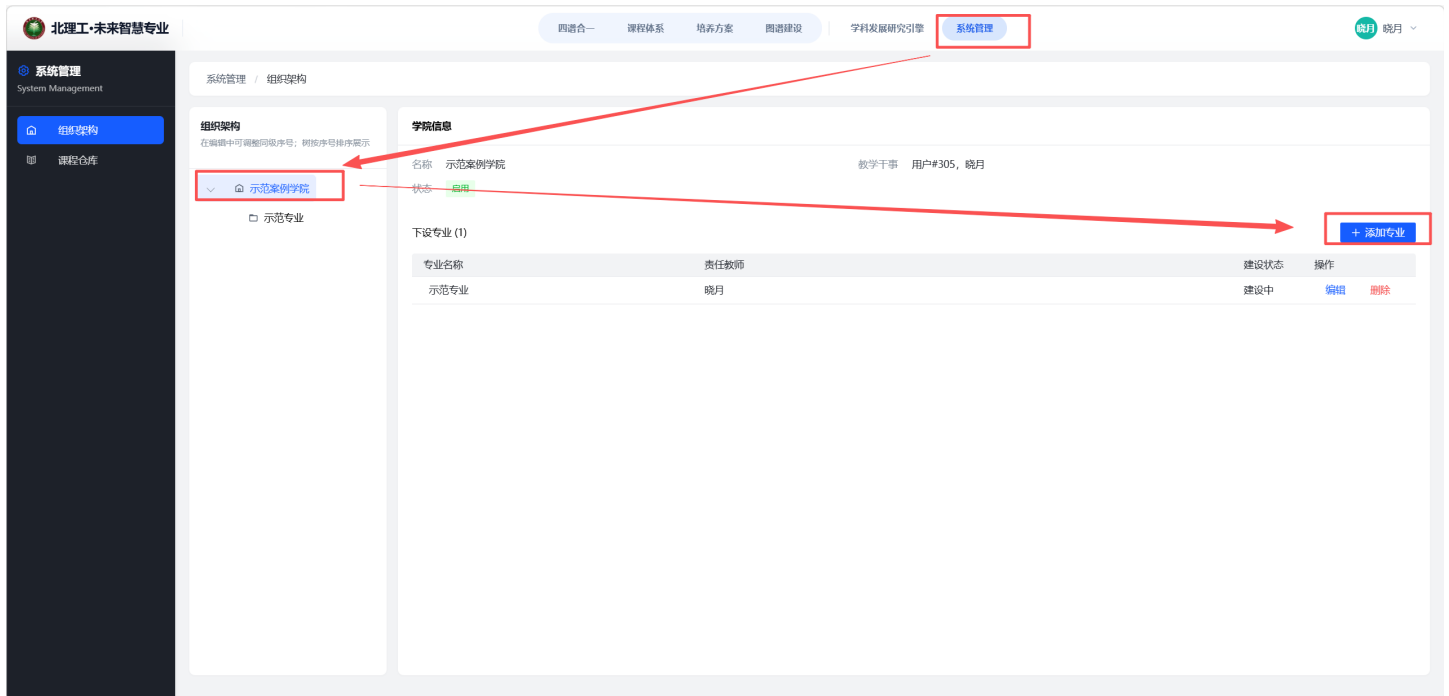 北理工·未来智慧专业
四谱合一 课程体系 培养方案 图谱建设 学科发展研究引擎 系统管理
晓月 晓月
系统管理
System Management
组织架构
课程仓库
系统管理 / 组织架构
组织架构
在编辑中可调整同级序号；树按序号排序展示
示范案例学院
示范专业
学院信息
名称 示范案例学院 教学干事 用户#305，晓月
状态 启用
下设专业 (1) + 添加专业
专业名称 责任教师 建设状态 操作
示范专业 晓月 建设中 编辑 删除